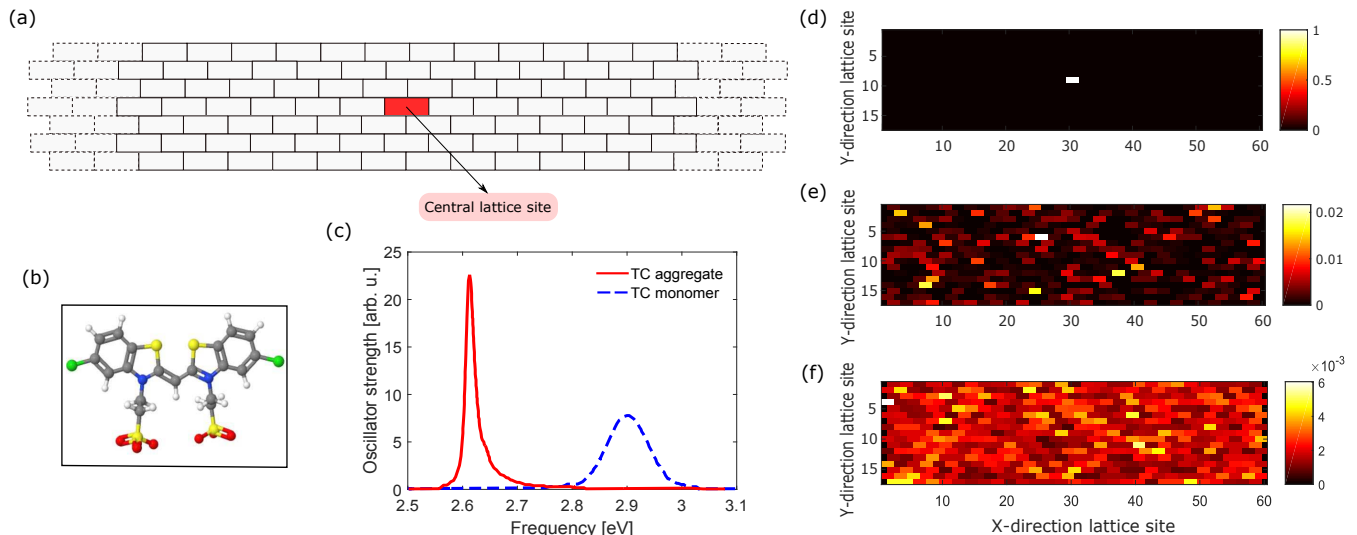 (a)
Central lattice site
(b)
(c)
Oscillator strength [arb. u.]
25
20
15
10
5
0
TC aggregate
TC monomer
2.5 2.6 2.7 2.8 2.9 3 3.1
Frequency [eV]
(d)
Y-direction lattice site
5
10
15
10 20 30 40 50 60
1
0.5
0
(e)
Y-direction lattice site
5
10
15
10 20 30 40 50 60
0.02
0.01
0
(f)
Y-direction lattice site
5
10
15
10 20 30 40 50 60
X-direction lattice site
×10⁻³
6
4
2
0